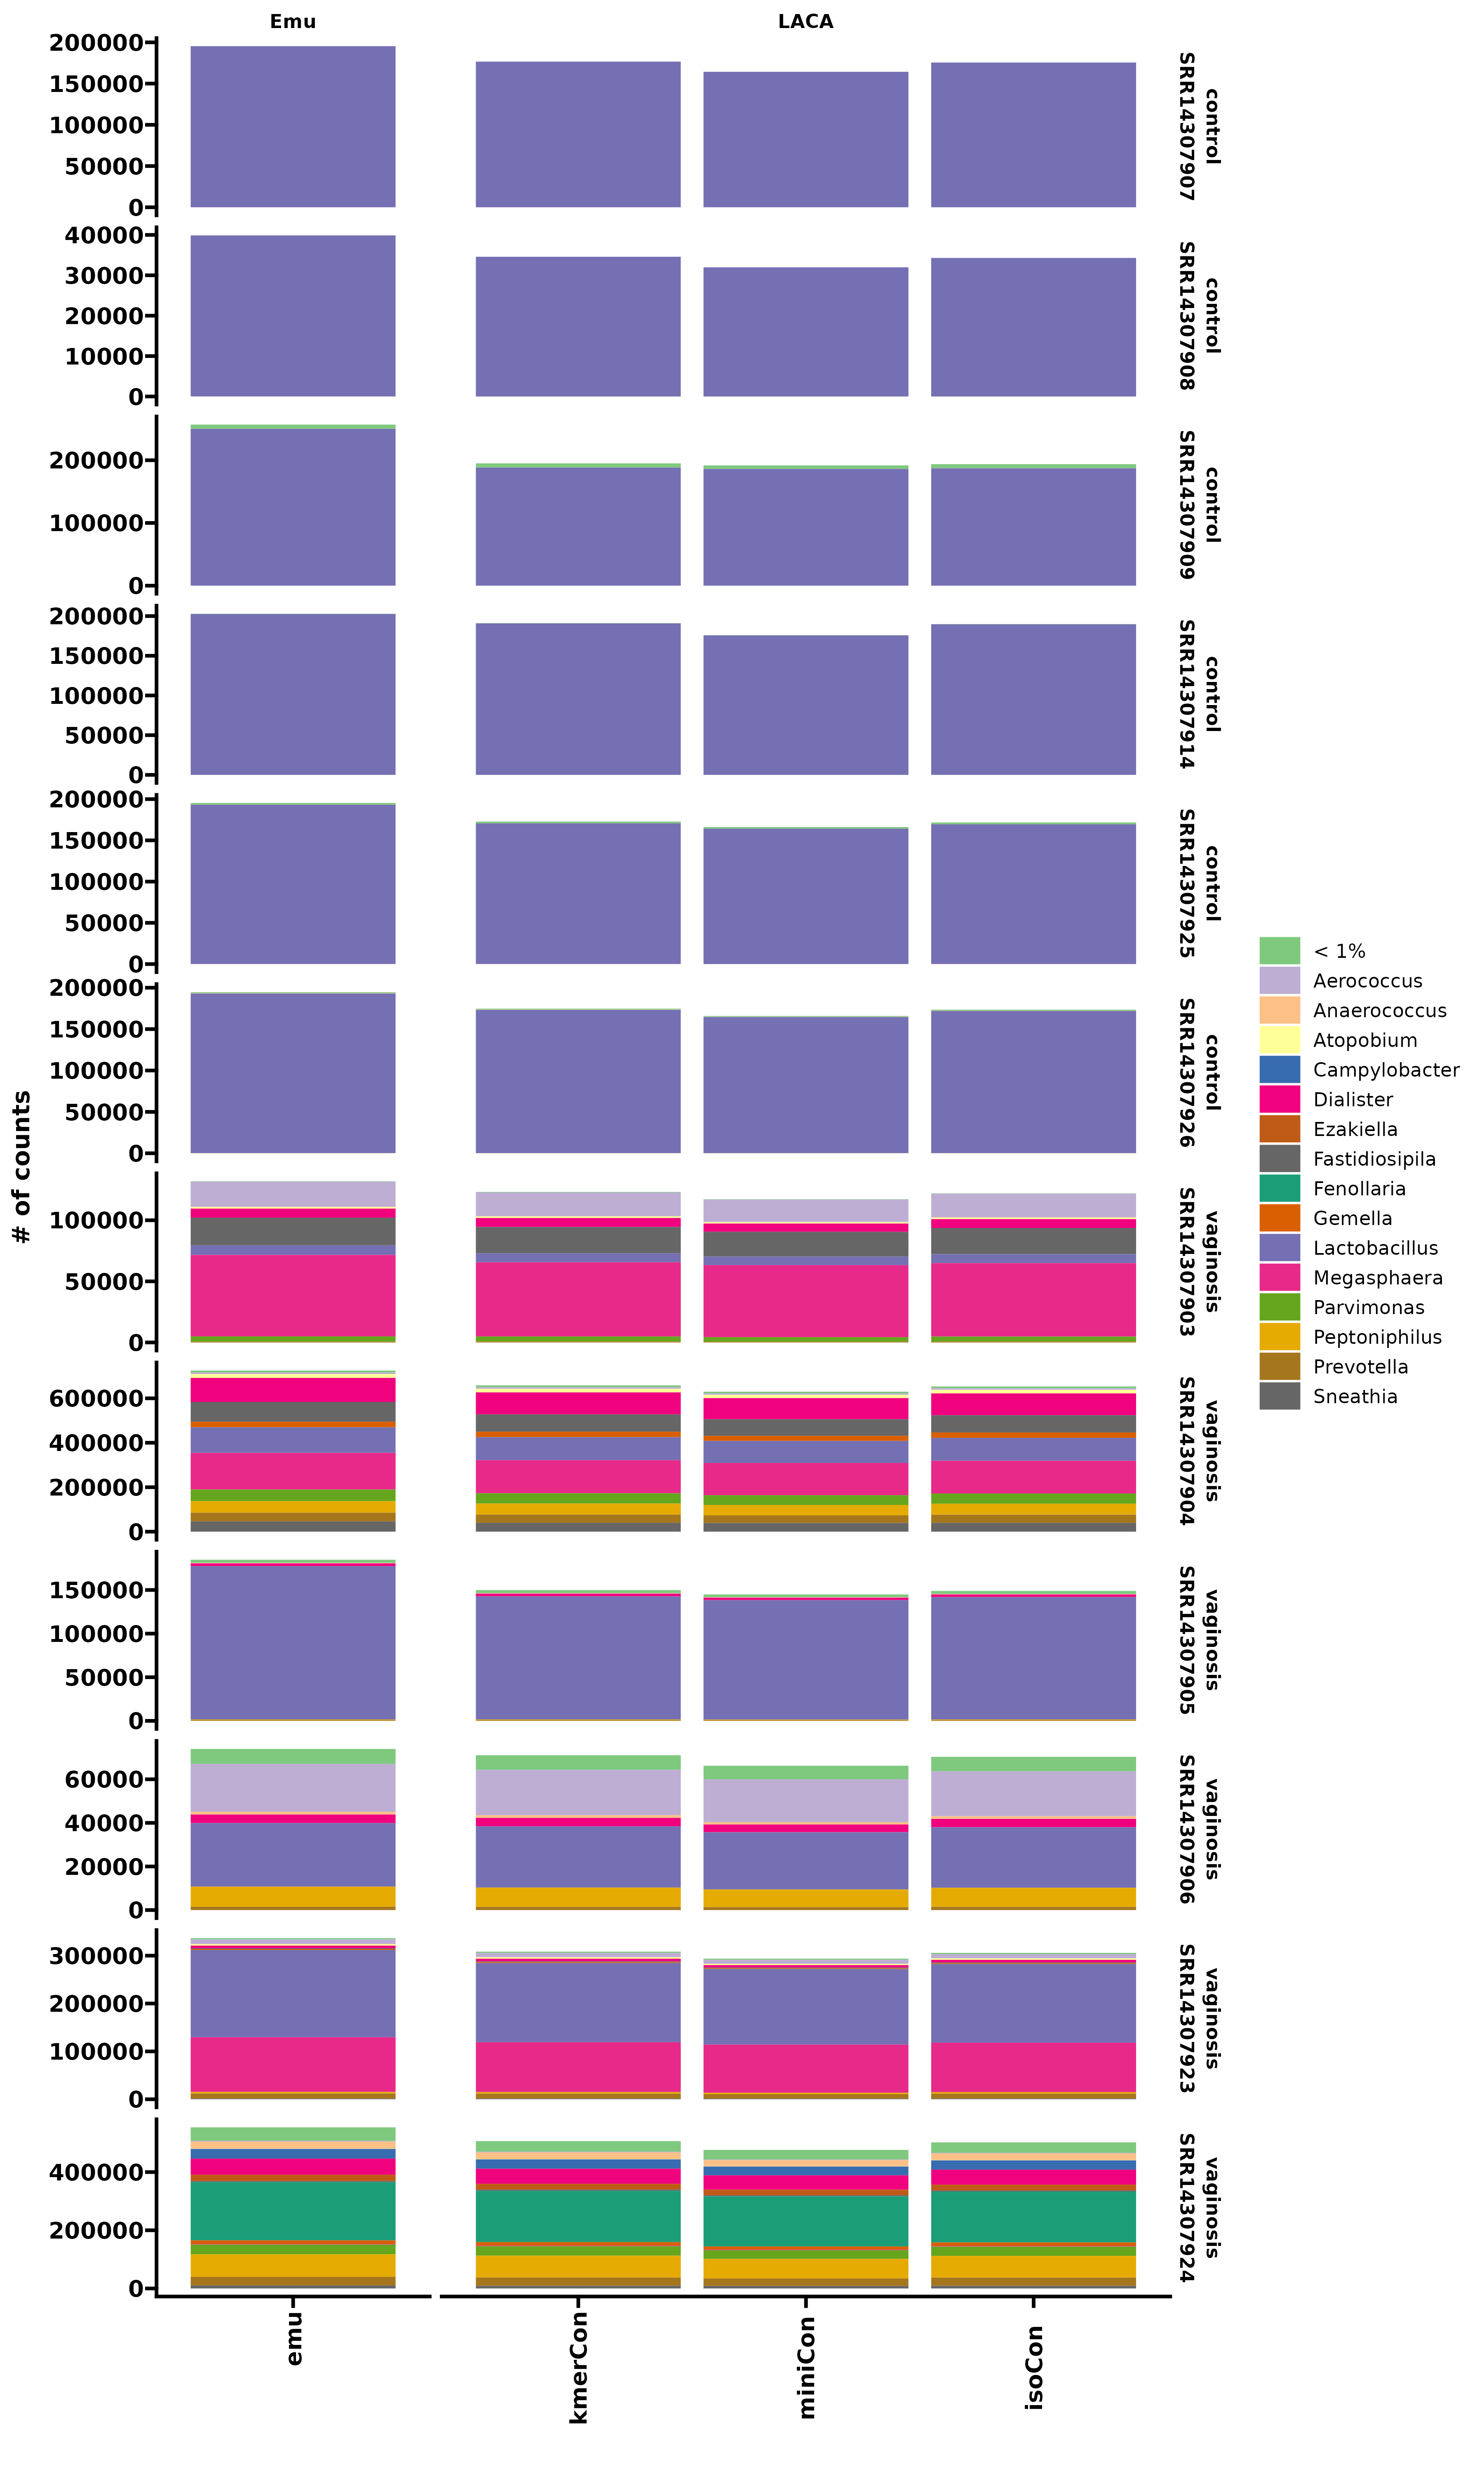 Emu
LACA
200000
150000
100000
50000
0
control
SRR14307907
40000
30000
20000
10000
0
control
SRR14307908
200000
100000
0
control
SRR14307909
200000
150000
100000
50000
0
control
SRR14307914
200000
150000
100000
50000
0
control
SRR14307925
200000
150000
100000
50000
0
control
SRR14307926
100000
50000
0
vaginosis
SRR14307903
600000
400000
200000
0
vaginosis
SRR14307904
150000
100000
50000
0
vaginosis
SRR14307905
60000
40000
20000
0
vaginosis
SRR14307906
300000
200000
100000
0
vaginosis
SRR14307923
400000
200000
0
vaginosis
SRR14307924
# of counts
emu
kmerCon
miniCon
isoCon
< 1%
Aerococcus
Anaerococcus
Atopobium
Campylobacter
Dialister
Ezakiella
Fastidiosipila
Fenollaria
Gemella
Lactobacillus
Megasphaera
Parvimonas
Peptoniphilus
Prevotella
Sneathia